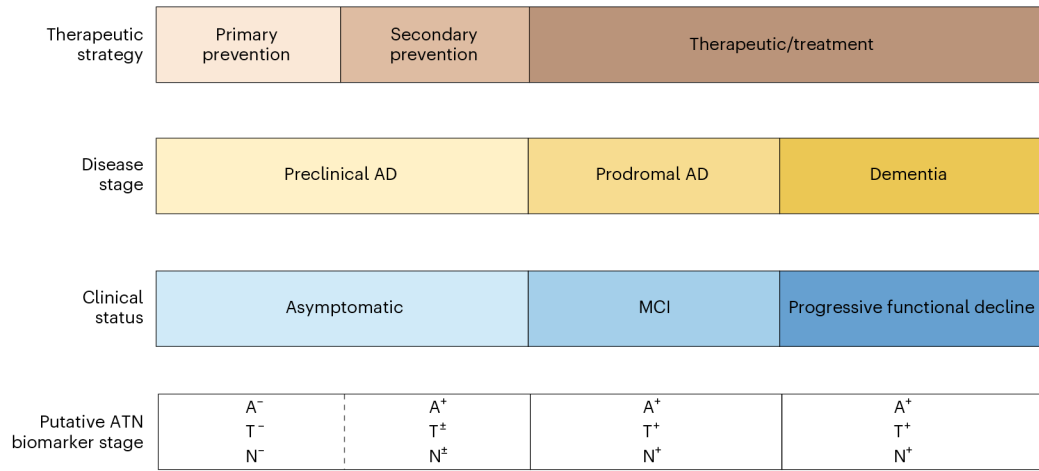 Therapeutic
strategy
Primary
prevention
Secondary
prevention
Therapeutic/treatment
Disease
stage
Preclinical AD
Prodromal AD
Dementia
Clinical
status
Asymptomatic
MCI
Progressive functional decline
Putative ATN
biomarker stage
A⁻
T⁻
N⁻
A⁺
T±
N±
A⁺
T⁺
N⁺
A⁺
T⁺
N⁺